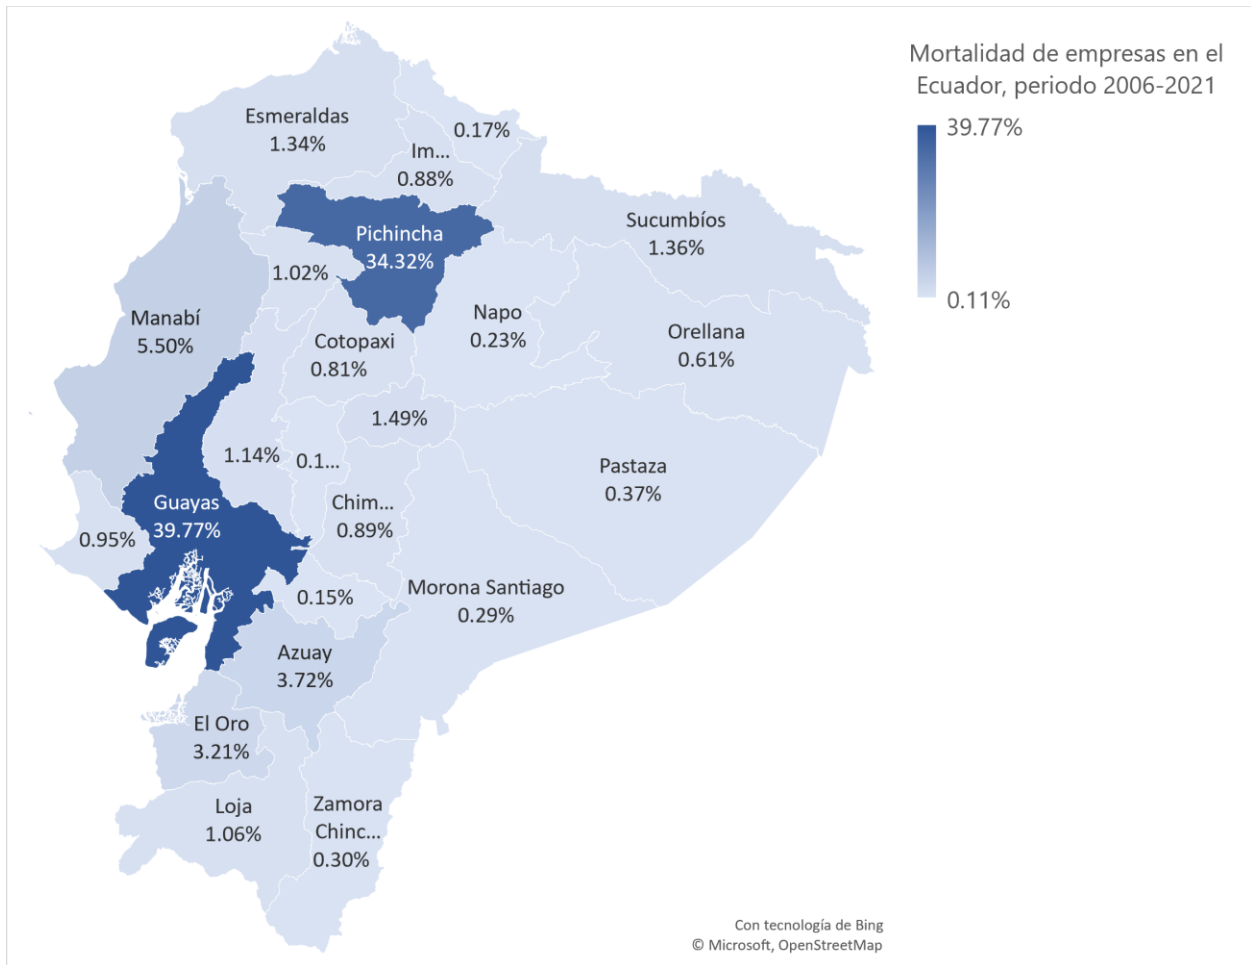 Mortalidad de empresas en el
Ecuador, periodo 2006-2021
39.77%
0.11%
Esmeraldas
1.34%
0.17%
Im...
0.88%
Pichincha
34.32%
Sucumbíos
1.36%
1.02%
Manabí
5.50%
Napo
0.23%
Orellana
0.61%
Cotopaxi
0.81%
1.49%
1.14%
0.1...
Pastaza
0.37%
Guayas
39.77%
Chim...
0.89%
0.95%
Morona Santiago
0.29%
0.15%
Azuay
3.72%
El Oro
3.21%
Loja
1.06%
Zamora
Chinc...
0.30%
Con tecnología de Bing
© Microsoft, OpenStreetMap